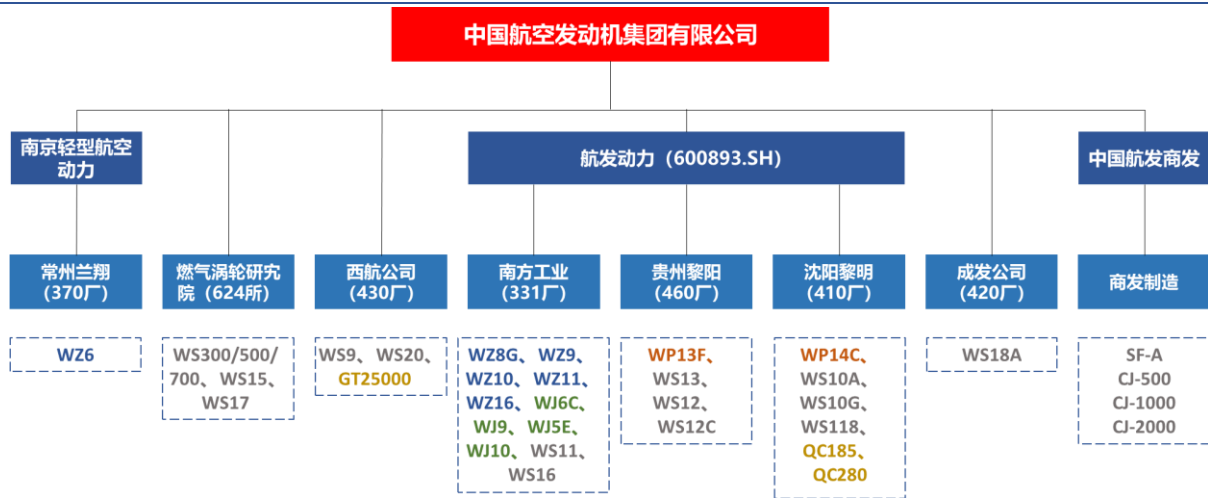 中国航空发动机集团有限公司
南京轻型航空
动力
航发动力（600893.SH）
中国航发商发
常州兰翔
（370厂）
燃气涡轮研究
院（624所）
西航公司
（430厂）
南方工业
（331厂）
贵州黎阳
（460厂）
沈阳黎明
（410厂）
成发公司
（420厂）
商发制造
WZ6
WS300/500/
700、WS15、
WS17
WS9、WS20、
GT25000
WZ8G、WZ9、
WZ10、WZ11、
WZ16、WJ6C、
WJ9、WJ5E、
WJ10、WS11、
WS16
WP13F、
WS13、
WS12、
WS12C
WP14C、
WS10A、
WS10G、
WS118、
QC185、
QC280
WS18A
SF-A
CJ-500
CJ-1000
CJ-2000